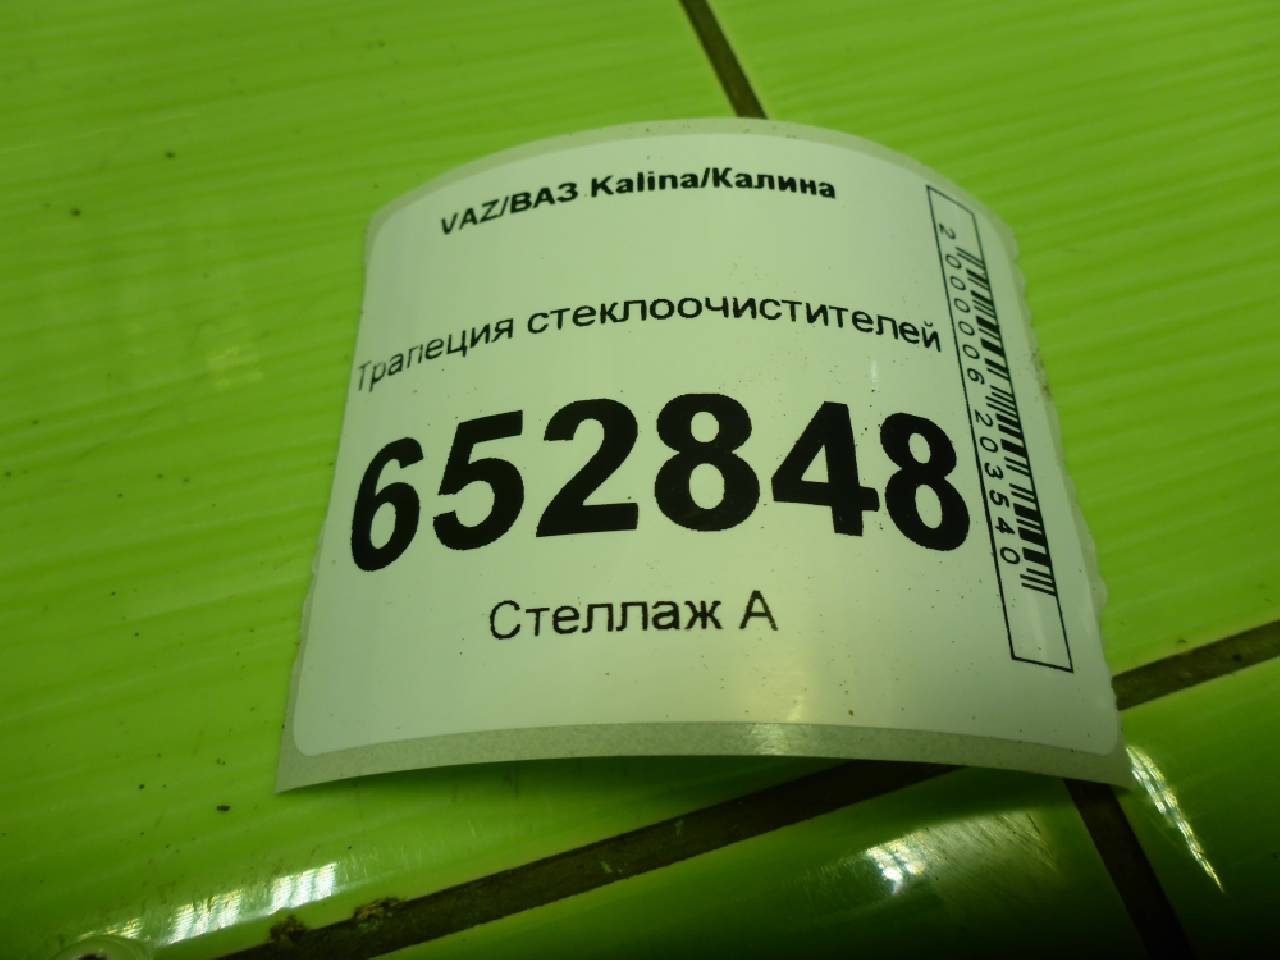 VAZ/ВАЗ Kalina/Калина
Трапеция стеклоочистителей
652848
Стеллаж А
2000006203540